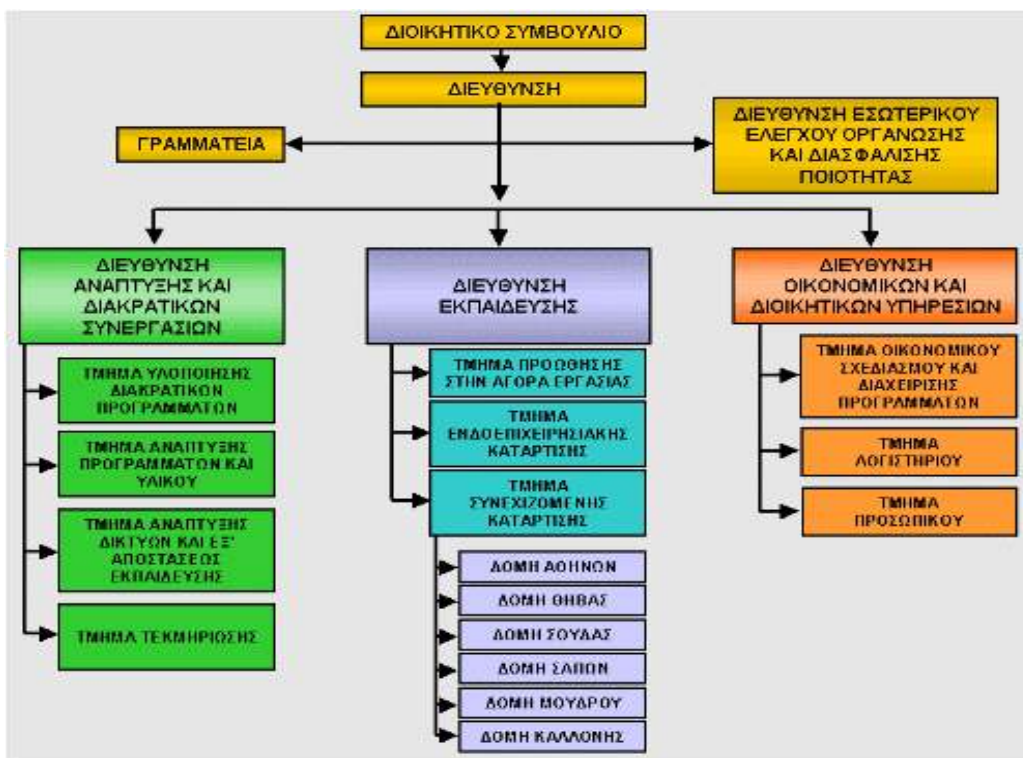 ΔΙΟΙΚΗΤΙΚΟ ΣΥΜΒΟΥΛΙΟ
ΔΙΕΥΘΥΝΣΗ
ΓΡΑΜΜΑΤΕΙΑ
ΔΙΕΥΘΥΝΣΗ ΕΣΩΤΕΡΙΚΟΥ
ΕΛΕΓΧΟΥ ΟΡΓΑΝΩΣΗΣ
ΚΑΙ ΔΙΑΣΦΑΛΙΣΗΣ
ΠΟΙΟΤΗΤΑΣ
ΔΙΕΥΘΥΝΣΗ
ΑΝΑΠΤΥΞΗΣ ΚΑΙ
ΔΙΑΚΡΑΤΙΚΩΝ
ΣΥΝΕΡΓΑΣΙΩΝ
ΤΜΗΜΑ ΥΛΟΠΟΙΗΣΗΣ
ΔΙΑΚΡΑΤΙΚΩΝ
ΠΡΟΓΡΑΜΜΑΤΩΝ
ΤΜΗΜΑ ΑΝΑΠΤΥΞΗΣ
ΠΡΟΓΡΑΜΜΑΤΩΝ ΚΑΙ
ΥΛΙΚΟΥ
ΤΜΗΜΑ ΑΝΑΠΤΥΞΗΣ
ΔΙΚΤΥΩΝ ΚΑΙ ΕΞ'
ΑΠΟΣΤΑΣΕΩΣ
ΕΚΠΑΙΔΕΥΣΗΣ
ΤΜΗΜΑ ΤΕΚΜΗΡΙΩΣΗΣ
ΔΙΕΥΘΥΝΣΗ
ΕΚΠΑΙΔΕΥΣΗΣ
ΤΜΗΜΑ ΠΡΟΩΘΗΣΗΣ
ΣΤΗΝ ΑΓΟΡΑ ΕΡΓΑΣΙΑΣ
ΤΜΗΜΑ
ΕΝΔΟΕΠΙΧΕΙΡΗΣΙΑΚΗΣ
ΚΑΤΑΡΤΙΣΗΣ
ΤΜΗΜΑ
ΣΥΝΕΧΙΖΟΜΕΝΗΣ
ΚΑΤΑΡΤΙΣΗΣ
ΔΟΜΗ ΑΘΗΝΩΝ
ΔΟΜΗ ΘΗΒΑΣ
ΔΟΜΗ ΣΟΥΔΑΣ
ΔΟΜΗ ΣΑΠΩΝ
ΔΟΜΗ ΜΟΥΔΡΟΥ
ΔΟΜΗ ΚΑΛΛΟΝΗΣ
ΔΙΕΥΘΥΝΣΗ
ΟΙΚΟΝΟΜΙΚΩΝ ΚΑΙ
ΔΙΟΙΚΗΤΙΚΩΝ ΥΠΗΡΕΣΙΩΝ
ΤΜΗΜΑ ΟΙΚΟΝΟΜΙΚΟΥ
ΣΧΕΔΙΑΣΜΟΥ ΚΑΙ
ΔΙΑΧΕΙΡΙΣΗΣ
ΠΡΟΓΡΑΜΜΑΤΩΝ
ΤΜΗΜΑ
ΛΟΓΙΣΤΗΡΙΟΥ
ΤΜΗΜΑ
ΠΡΟΣΩΠΙΚΟΥ